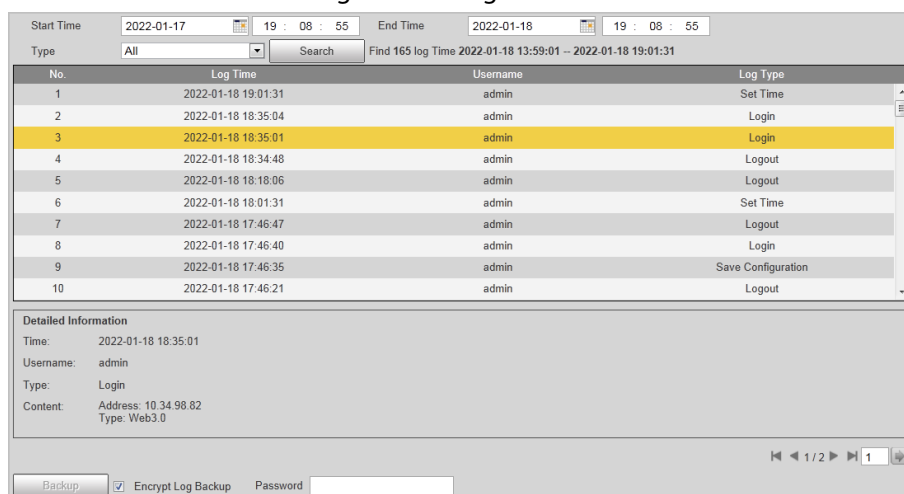 Start Time 2022-01-17 19 : 08 : 55 End Time 2022-01-18 19 : 08 : 55
Type All Search Find 165 log Time 2022-01-18 13:59:01 -- 2022-01-18 19:01:31
No. Log Time Username Log Type
1 2022-01-18 19:01:31 admin Set Time
2 2022-01-18 18:35:04 admin Login
3 2022-01-18 18:35:01 admin Login
4 2022-01-18 18:34:48 admin Logout
5 2022-01-18 18:18:06 admin Logout
6 2022-01-18 18:01:31 admin Set Time
7 2022-01-18 17:46:47 admin Logout
8 2022-01-18 17:46:40 admin Login
9 2022-01-18 17:46:35 admin Save Configuration
10 2022-01-18 17:46:21 admin Logout
Detailed Information
Time: 2022-01-18 18:35:01
Username: admin
Type: Login
Content: Address: 10.34.98.82
Type: Web3.0
1 / 2 1
Backup Encrypt Log Backup Password